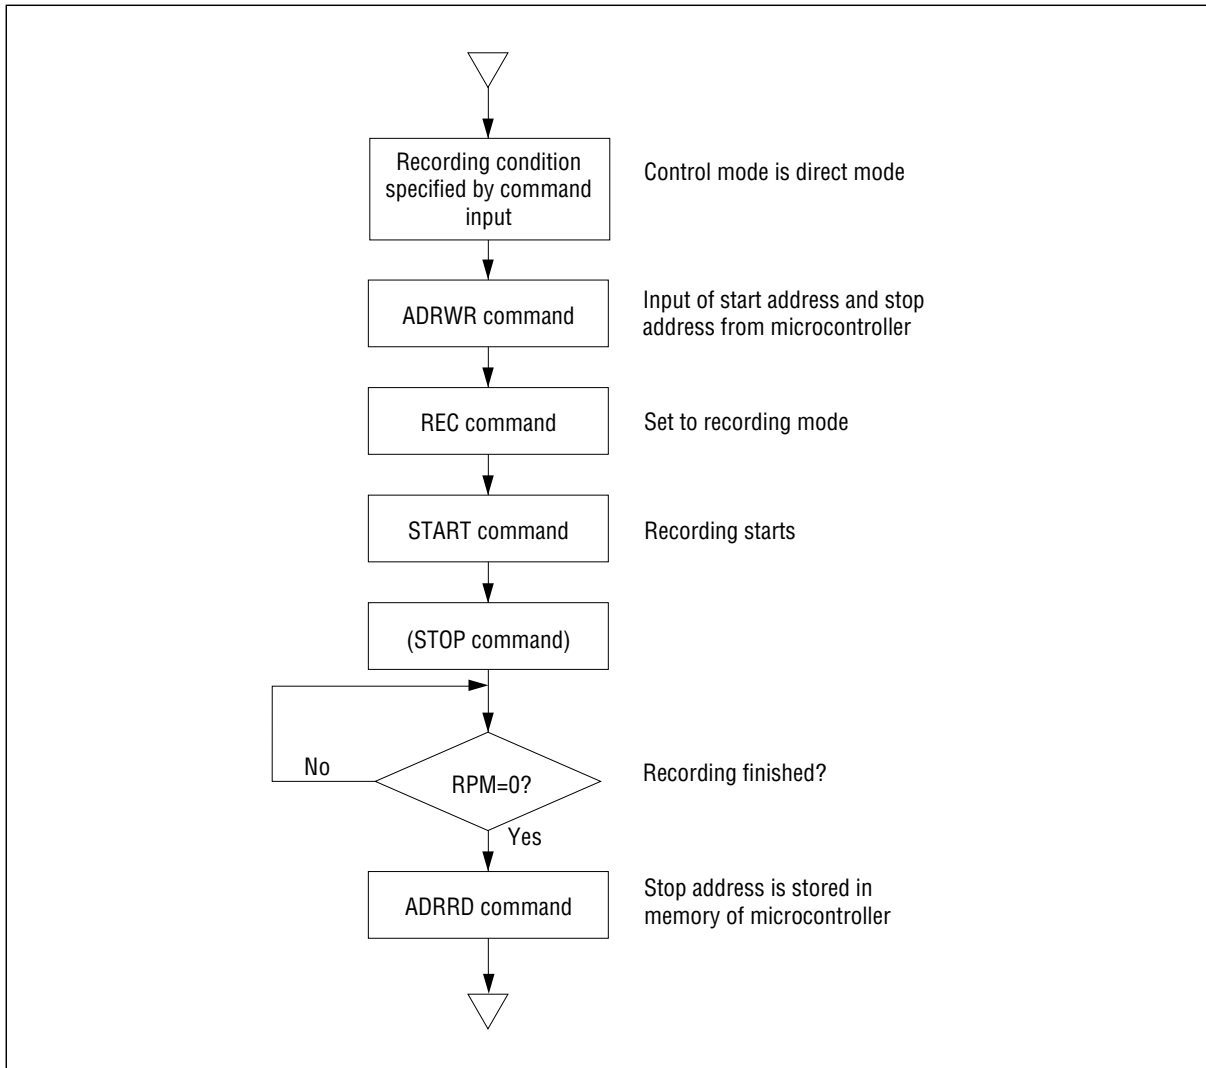 Recording condition
specified by command
input
Control mode is direct mode
ADRWR command
Input of start address and stop
address from microcontroller
REC command
Set to recording mode
START command
Recording starts
(STOP command)
No
RPM=0?
Recording finished?
Yes
ADRRD command
Stop address is stored in
memory of microcontroller